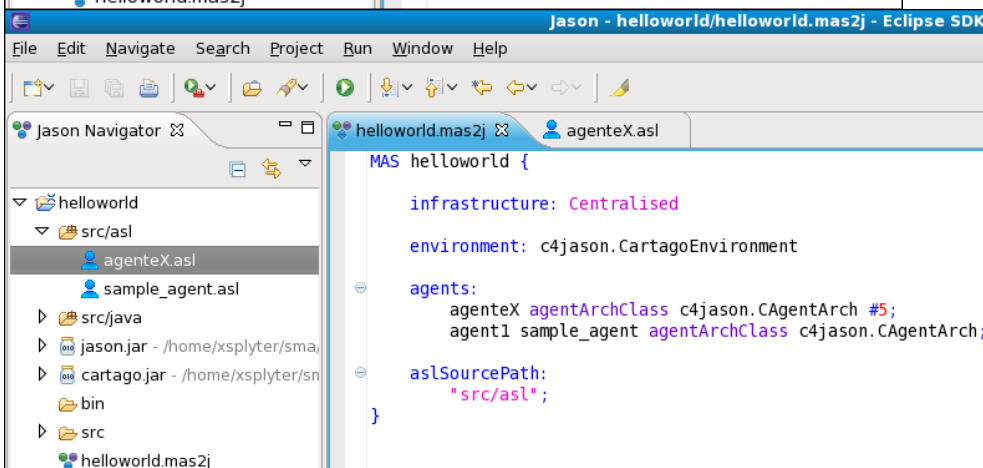 helloworld.mas2j
Jason - helloworld/helloworld.mas2j - Eclipse SDK
File Edit Navigate Search Project Run Window Help
Jason Navigator
helloworld.mas2j
agenteX.asl
helloworld
src/asl
agenteX.asl
sample_agent.asl
src/java
jason.jar - /home/xsplyter/sma/
cartago.jar - /home/xsplyter/sm
bin
src
helloworld.mas2j
MAS helloworld {
infrastructure: Centralised
environment: c4jason.CartagoEnvironment
agents:
agenteX agentArchClass c4jason.CAgentArch #5;
agent1 sample_agent agentArchClass c4jason.CAgentArch;
aslSourcePath:
"src/asl";
}